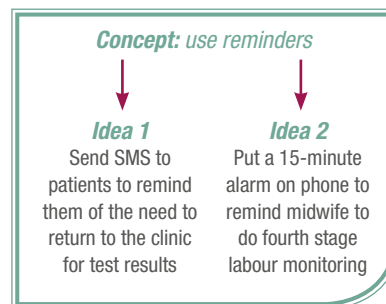 Concept: use reminders
Idea 1
Send SMS to
patients to remind
them of the need to
return to the clinic
for test results
Idea 2
Put a 15-minute
alarm on phone to
remind midwife to
do fourth stage
labour monitoring